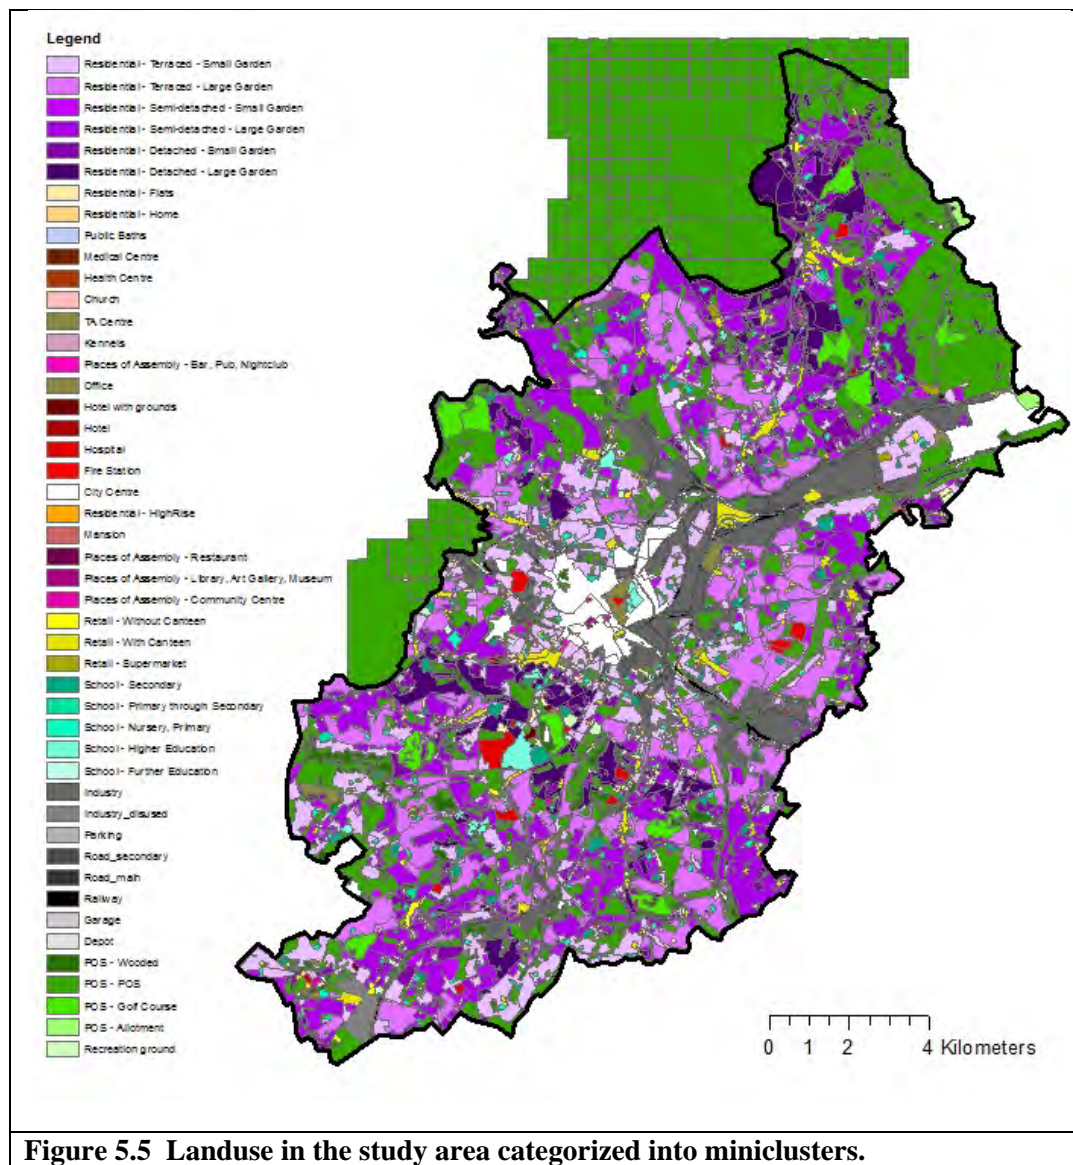 Legend
Residential - Terraced - Small Garden
Residential - Terraced - Large Garden
Residential - Semi-detached - Small Garden
Residential - Semi-detached - Large Garden
Residential - Detached - Small Garden
Residential - Detached - Large Garden
Residential - Flats
Residential - Home
Public Baths
Medical Centre
Health Centre
Church
TA Centre
Kennels
Places of Assembly - Bar, Pub, Nightclub
Office
Hotel with grounds
Hotel
Hospital
Fire Station
City Centre
Residential - HighRise
Mansion
Places of Assembly - Restaurant
Places of Assembly - Library, Art Gallery, Museum
Places of Assembly - Community Centre
Retail - Without Canteen
Retail - With Canteen
Retail - Supermarket
School - Secondary
School - Primary through Secondary
School - Nursery, Primary
School - Higher Education
School - Further Education
Industry
Industry_disused
Parking
Road_secondary
Road_main
Railway
Garage
Depot
POS - Wooded
POS - POS
POS - Golf Course
POS - Allotment
Recreation ground
0 1 2 4 Kilometers
Figure 5.5 Landuse in the study area categorized into miniclusters.